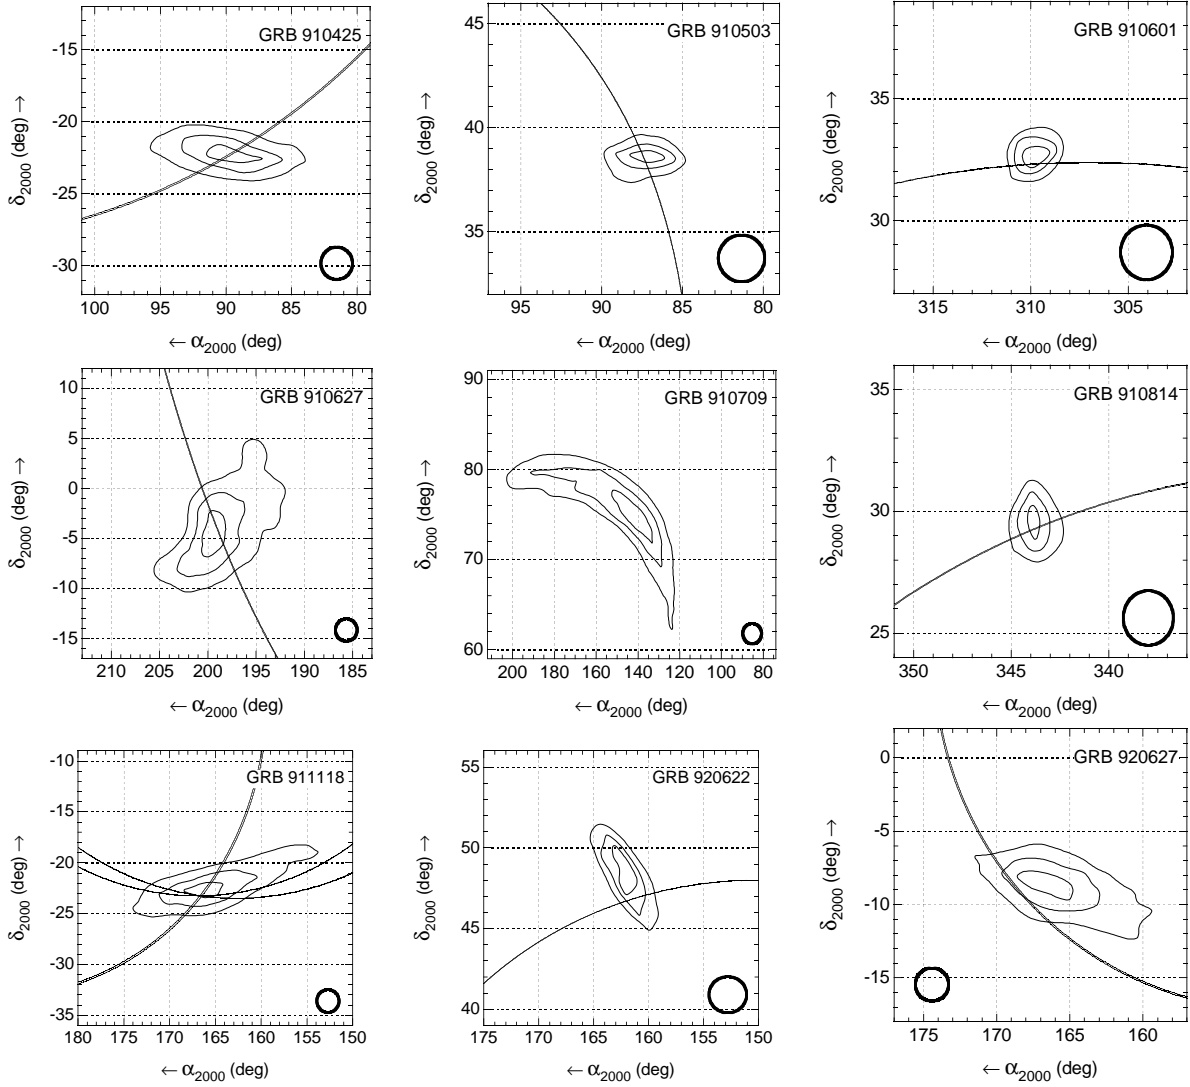 GRB 910425
-15
-20
-25
-30
100 95 90 85 80
δ2000 (deg) →
← α2000 (deg)
GRB 910503
45
40
35
95 90 85 80
δ2000 (deg) →
← α2000 (deg)
GRB 910601
35
30
315 310 305
δ2000 (deg) →
← α2000 (deg)
GRB 910627
10
5
0
-5
-10
-15
210 205 200 195 190 185
δ2000 (deg) →
← α2000 (deg)
GRB 910709
90
80
70
60
200 180 160 140 120 100 80
δ2000 (deg) →
← α2000 (deg)
GRB 910814
35
30
25
350 345 340
δ2000 (deg) →
← α2000 (deg)
GRB 911118
-10
-15
-20
-25
-30
-35
180 175 170 165 160 155 150
δ2000 (deg) →
← α2000 (deg)
GRB 920622
55
50
45
40
175 170 165 160 155 150
δ2000 (deg) →
← α2000 (deg)
GRB 920627
0
-5
-10
-15
175 170 165 160
δ2000 (deg) →
← α2000 (deg)